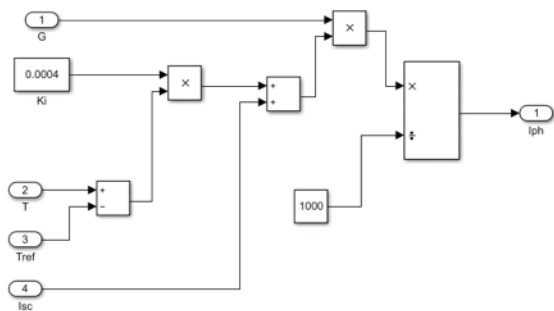 1
G
×
0.0004
Ki
×
+
+
×
÷
1
Iph
2
T
+
−
3
Tref
1000
4
Isc